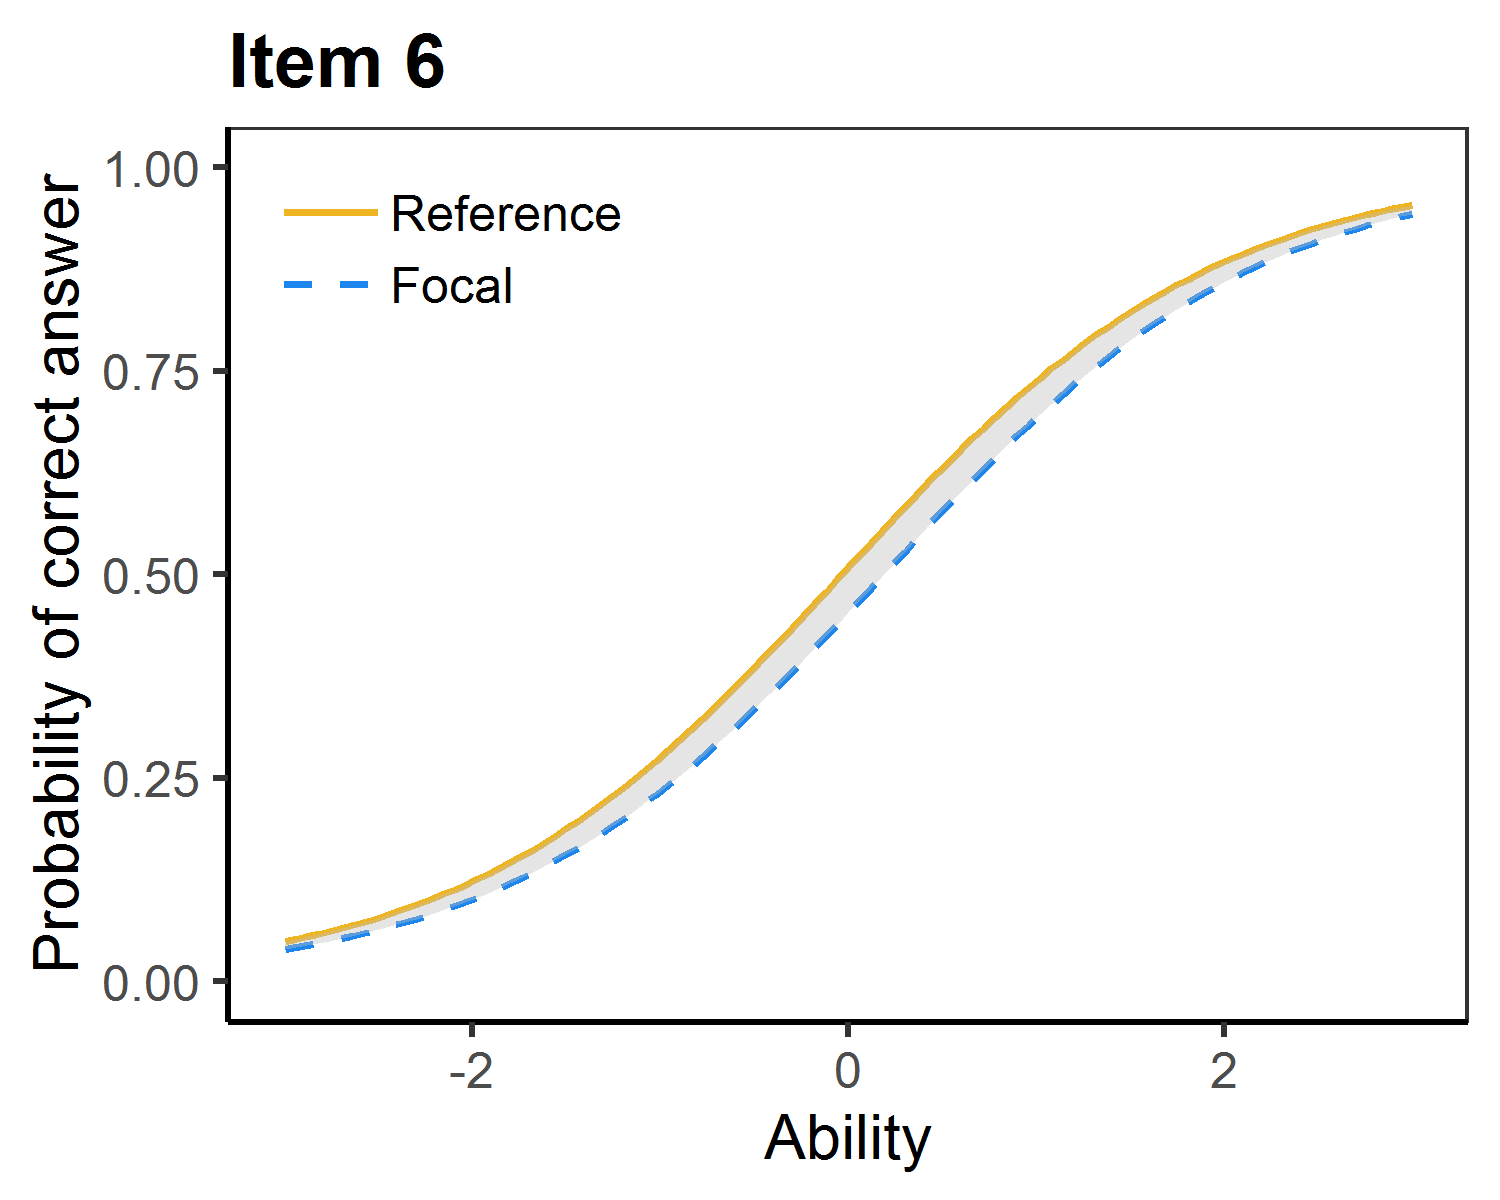 Item 6
Probability of correct answer
1.00
0.75
0.50
0.25
0.00
Reference
Focal
-2
0
2
Ability